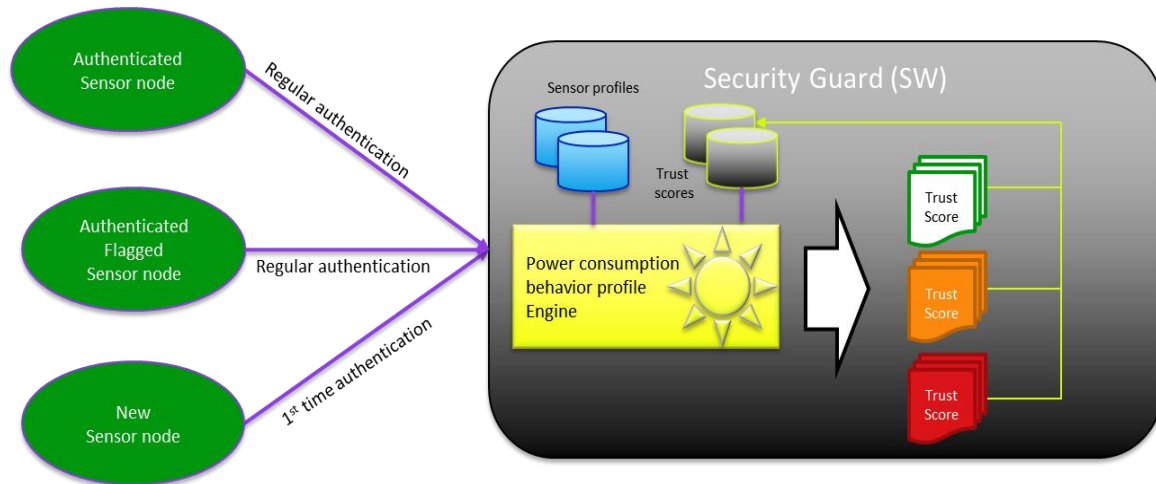 Authenticated
Sensor node
Regular authentication
Authenticated
Flagged
Sensor node
Regular authentication
New
Sensor node
1st time authentication
Security Guard (SW)
Sensor profiles
Trust
scores
Power consumption
behavior profile
Engine
Trust
Score
Trust
Score
Trust
Score